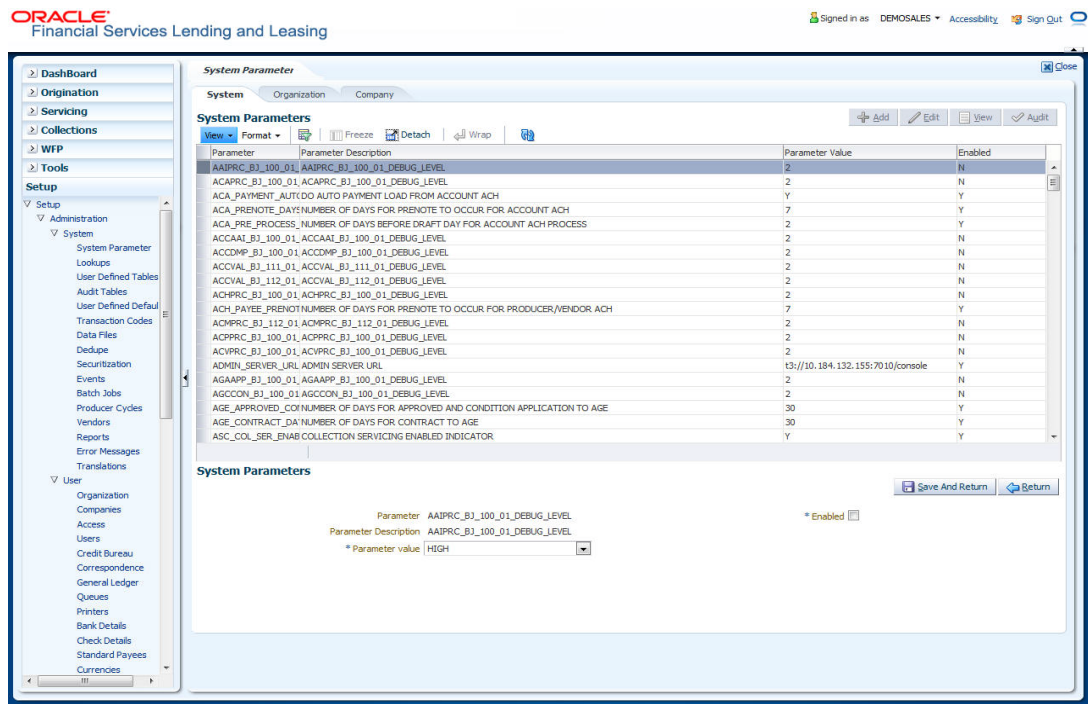 ORACLE
Financial Services Lending and Leasing
Signed in as DEMOSALES Accessibility Sign Out
DashBoard
Origination
Servicing
Collections
WFP
Tools
Setup
Setup
Administration
System
System Parameter
Lookups
User Defined Tables
Audit Tables
User Defined Defaul
Transaction Codes
Data Files
Dedupe
Securitization
Events
Batch Jobs
Producer Cycles
Vendors
Reports
Error Messages
Translations
User
Organization
Companies
Access
Users
Credit Bureau
Correspondence
General Ledger
Queues
Printers
Bank Details
Check Details
Standard Payees
Currencies
System Parameter
Close
System Organization Company
System Parameters
Add Edit View Audit
View Format Freeze Detach Wrap
Parameter Parameter Description Parameter Value Enabled
AAIPRC_BJ_100_01_ AAIPRC_BJ_100_01_DEBUG_LEVEL 2 N
ACAPRC_BJ_100_01_ ACAPRC_BJ_100_01_DEBUG_LEVEL 2 N
ACA_PAYMENT_AUTO DO AUTO PAYMENT LOAD FROM ACCOUNT ACH Y Y
ACA_PRENOTE_DAYS NUMBER OF DAYS FOR PRENOTE TO OCCUR FOR ACCOUNT ACH 7 Y
ACA_PRE_PROCESS_ NUMBER OF DAYS BEFORE DRAFT DAY FOR ACCOUNT ACH PROCESS 2 Y
ACCAAI_BJ_100_01_ ACCAAI_BJ_100_01_DEBUG_LEVEL 2 N
ACCDMP_BJ_100_01 ACCDMP_BJ_100_01_DEBUG_LEVEL 2 N
ACCVAL_BJ_111_01_ ACCVAL_BJ_111_01_DEBUG_LEVEL 2 N
ACCVAL_BJ_112_01_ ACCVAL_BJ_112_01_DEBUG_LEVEL 2 N
ACHPRC_BJ_100_01 ACHPRC_BJ_100_01_DEBUG_LEVEL 2 N
ACH_PAYEE_PRENOT NUMBER OF DAYS FOR PRENOTE TO OCCUR FOR PRODUCER/VENDOR ACH 7 Y
ACMPRC_BJ_112_01 ACMPRC_BJ_112_01_DEBUG_LEVEL 2 N
ACPPRC_BJ_100_01_ ACPPRC_BJ_100_01_DEBUG_LEVEL 2 N
ACVPRC_BJ_100_01_ ACVPRC_BJ_100_01_DEBUG_LEVEL 2 N
ADMIN_SERVER_URL ADMIN SERVER URL t3://10.184.132.155:7010/console Y
AGAAPP_BJ_100_01_ AGAAPP_BJ_100_01_DEBUG_LEVEL 2 N
AGCCON_BJ_100_01 AGCCON_BJ_100_01_DEBUG_LEVEL 2 N
AGE_APPROVED_CO NUMBER OF DAYS FOR APPROVED AND CONDITION APPLICATION TO AGE 30 Y
AGE_CONTRACT_DA NUMBER OF DAYS FOR CONTRACT TO AGE 30 Y
ASC_COL_SER_ENAB COLLECTION SERVICING ENABLED INDICATOR Y Y
System Parameters
Save And Return Return
Parameter AAIPRC_BJ_100_01_DEBUG_LEVEL
* Enabled
Parameter Description AAIPRC_BJ_100_01_DEBUG_LEVEL
* Parameter value HIGH